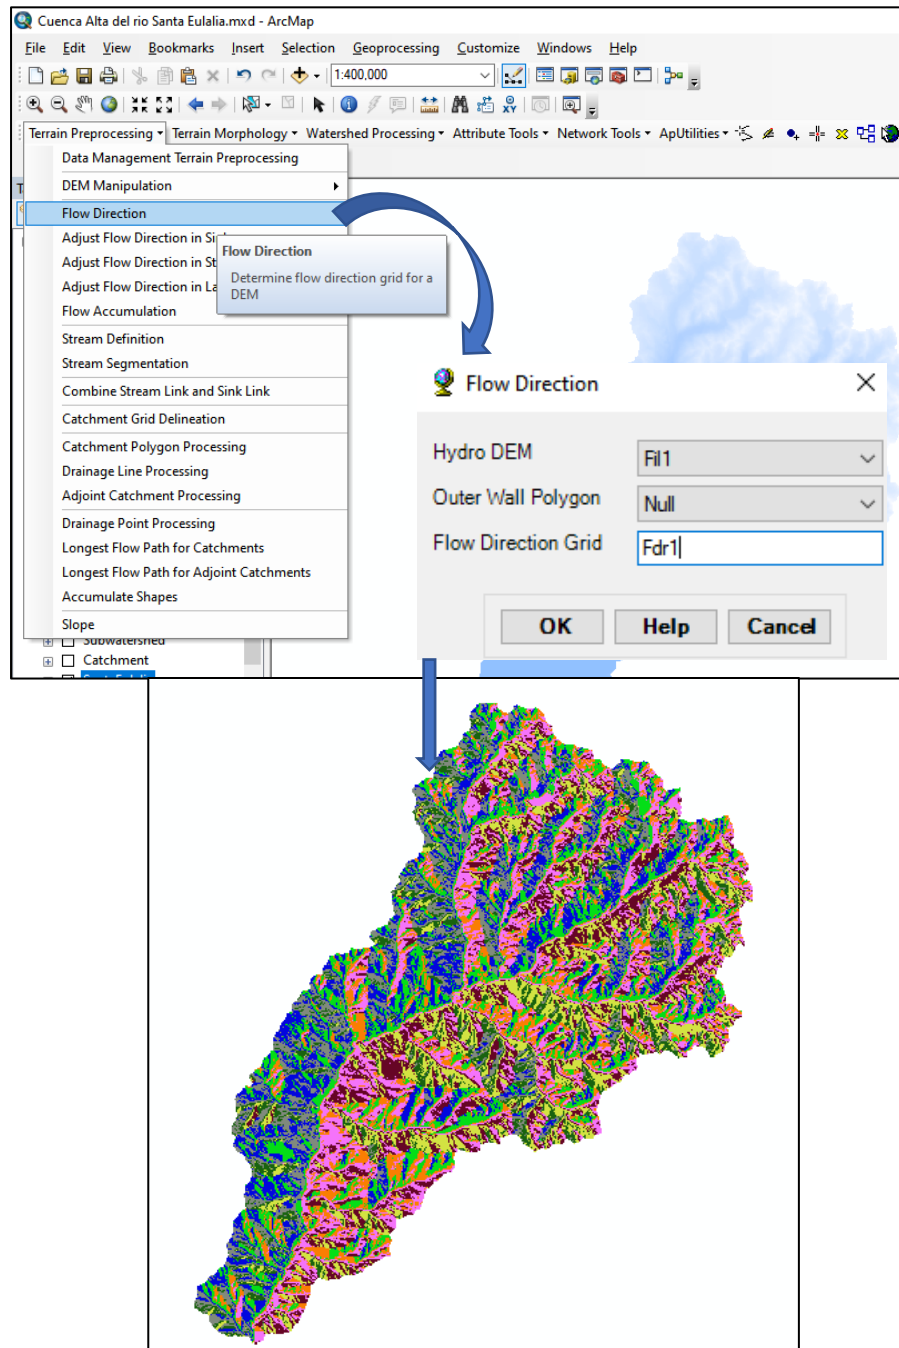 Cuenca Alta del rio Santa Eulalia.mxd - ArcMap
File Edit View Bookmarks Insert Selection Geoprocessing Customize Windows Help
1:400,000
Terrain Preprocessing Terrain Morphology Watershed Processing Attribute Tools Network Tools ApUtilities
Data Management Terrain Preprocessing
DEM Manipulation
Flow Direction
Adjust Flow Direction in
Adjust Flow Direction in St
Adjust Flow Direction in La
Flow Direction
Determine flow direction grid for a
DEM
Flow Accumulation
Stream Definition
Stream Segmentation
Combine Stream Link and Sink Link
Catchment Grid Delineation
Catchment Polygon Processing
Drainage Line Processing
Adjoint Catchment Processing
Drainage Point Processing
Longest Flow Path for Catchments
Longest Flow Path for Adjoint Catchments
Accumulate Shapes
Slope
Subwatershed
Catchment
Flow Direction
Hydro DEM
Fil1
Outer Wall Polygon
Null
Flow Direction Grid
Fdr1
OK Help Cancel